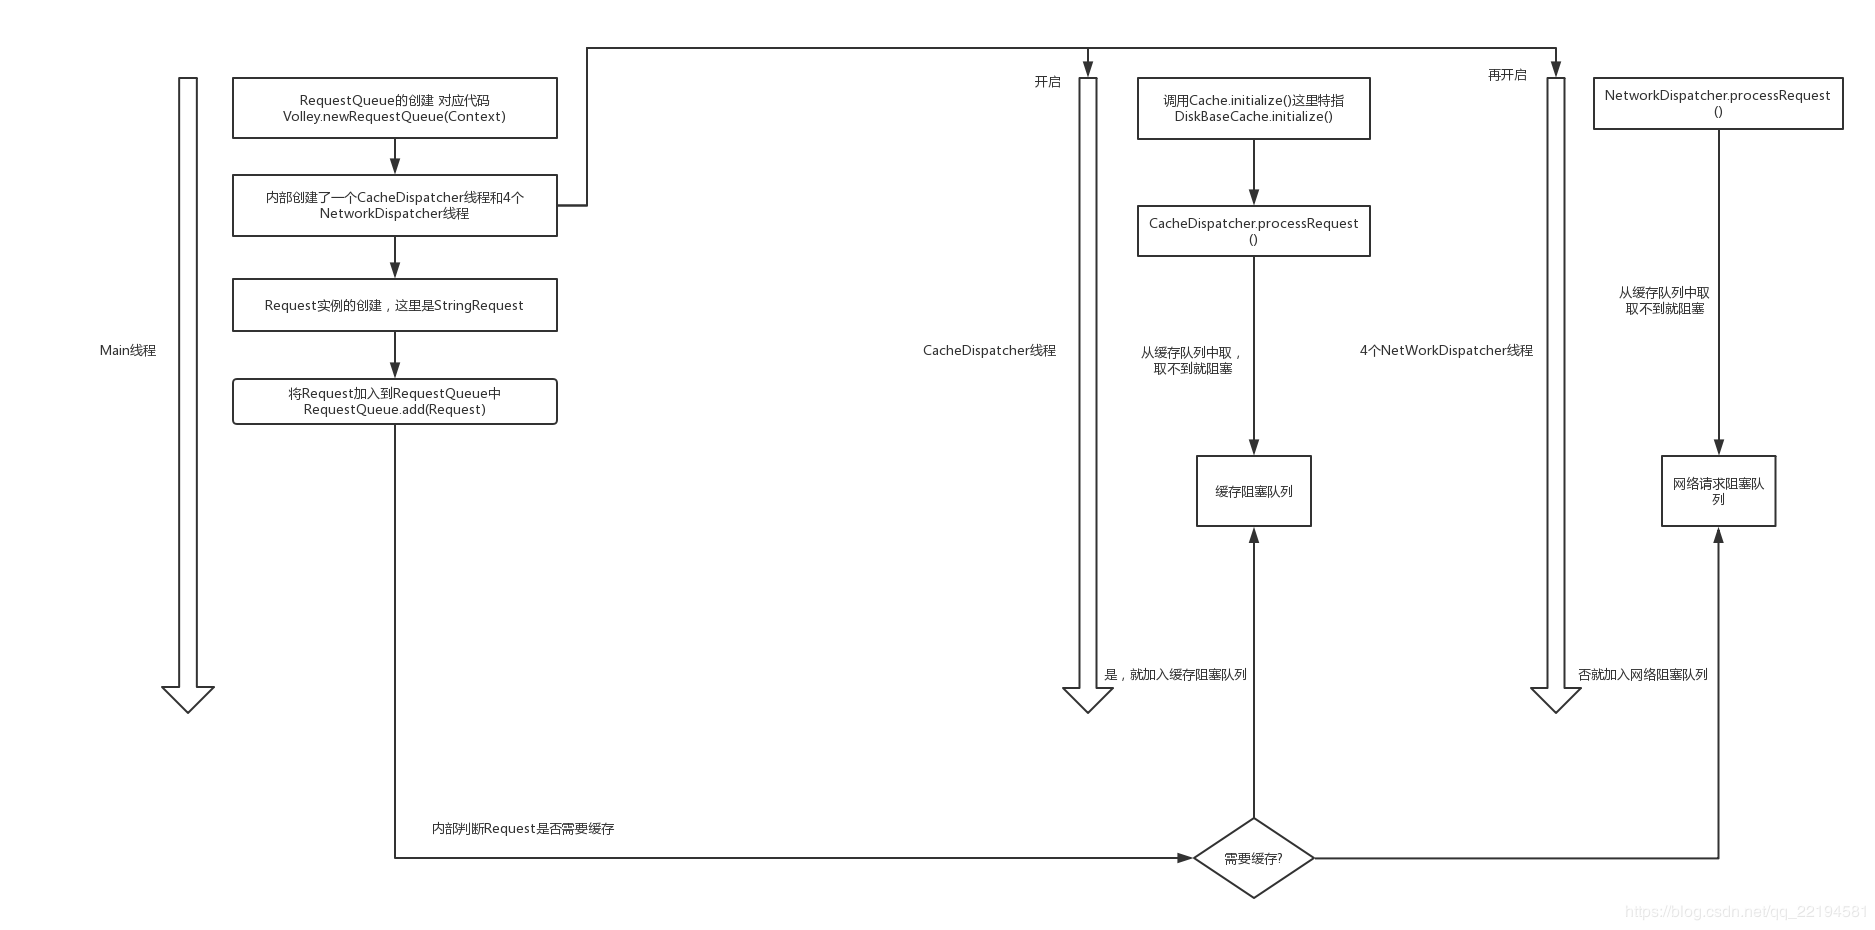 RequestQueue的创建 对应代码
Volley.newRequestQueue(Context)
内部创建了一个CacheDispatcher线程和4个
NetworkDispatcher线程
Request实例的创建，这里是StringRequest
Main线程
将Request加入到RequestQueue中
RequestQueue.add(Request)
内部判断Request是否需要缓存
开启
调用Cache.initialize()这里特指
DiskBaseCache.initialize()
CacheDispatcher.processRequest
()
CacheDispatcher线程
从缓存队列中取，
取不到就阻塞
缓存阻塞队列
是，就加入缓存阻塞队列
需要缓存?
再开启
NetworkDispatcher.processRequest
()
从缓存队列中取
取不到就阻塞
4个NetWorkDispatcher线程
网络请求阻塞队
列
否就加入网络阻塞队列
https://blog.csdn.net/qq_22194581